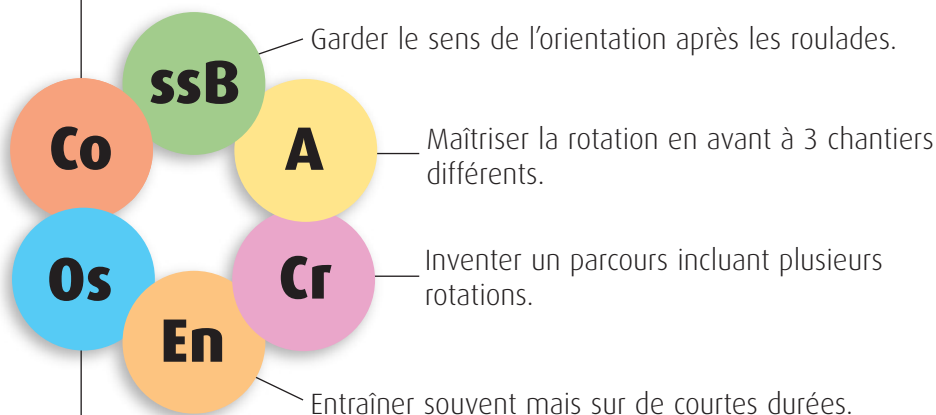 ssB
Garder le sens de l’orientation après les roulades.
Co
A
Maîtriser la rotation en avant à 3 chantiers
différents.
Os
Cr
Inventer un parcours incluant plusieurs
rotations.
En
Entraîner souvent mais sur de courtes durées.